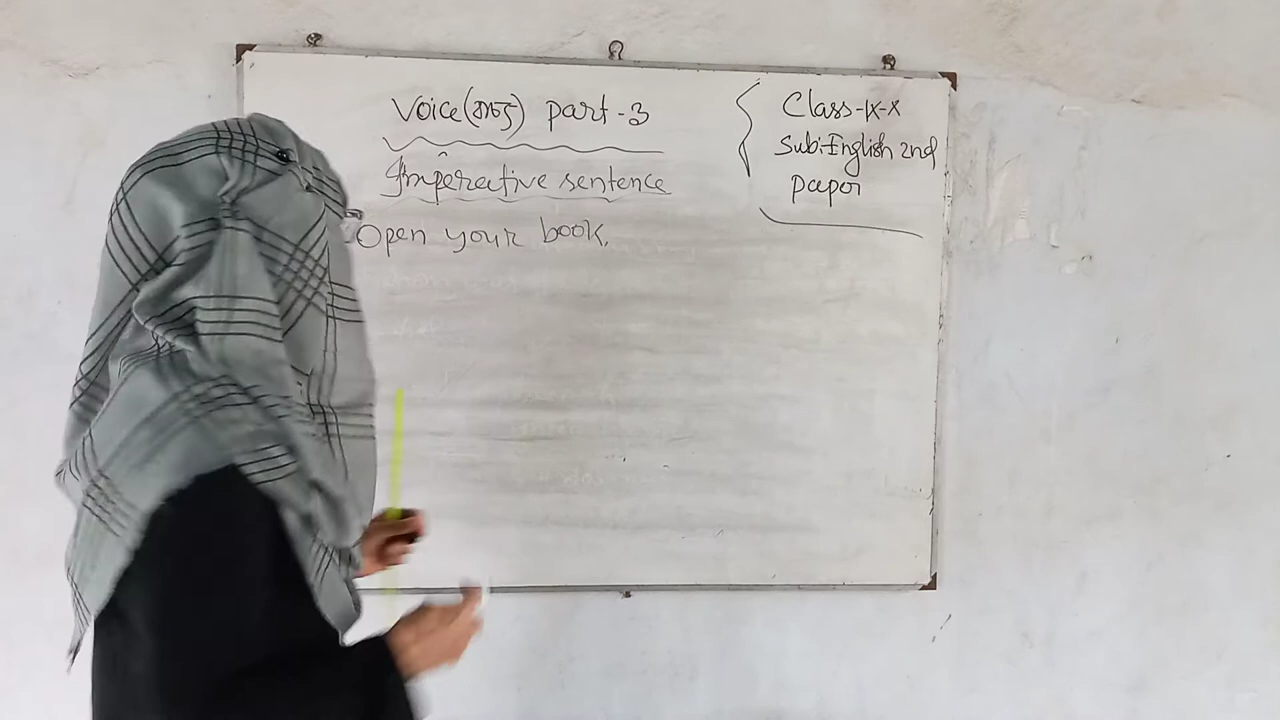 Voice(বাচ্য) part-3
Imperative sentence
Open your book.
Class-IX-X
Sub:English 2nd
paper